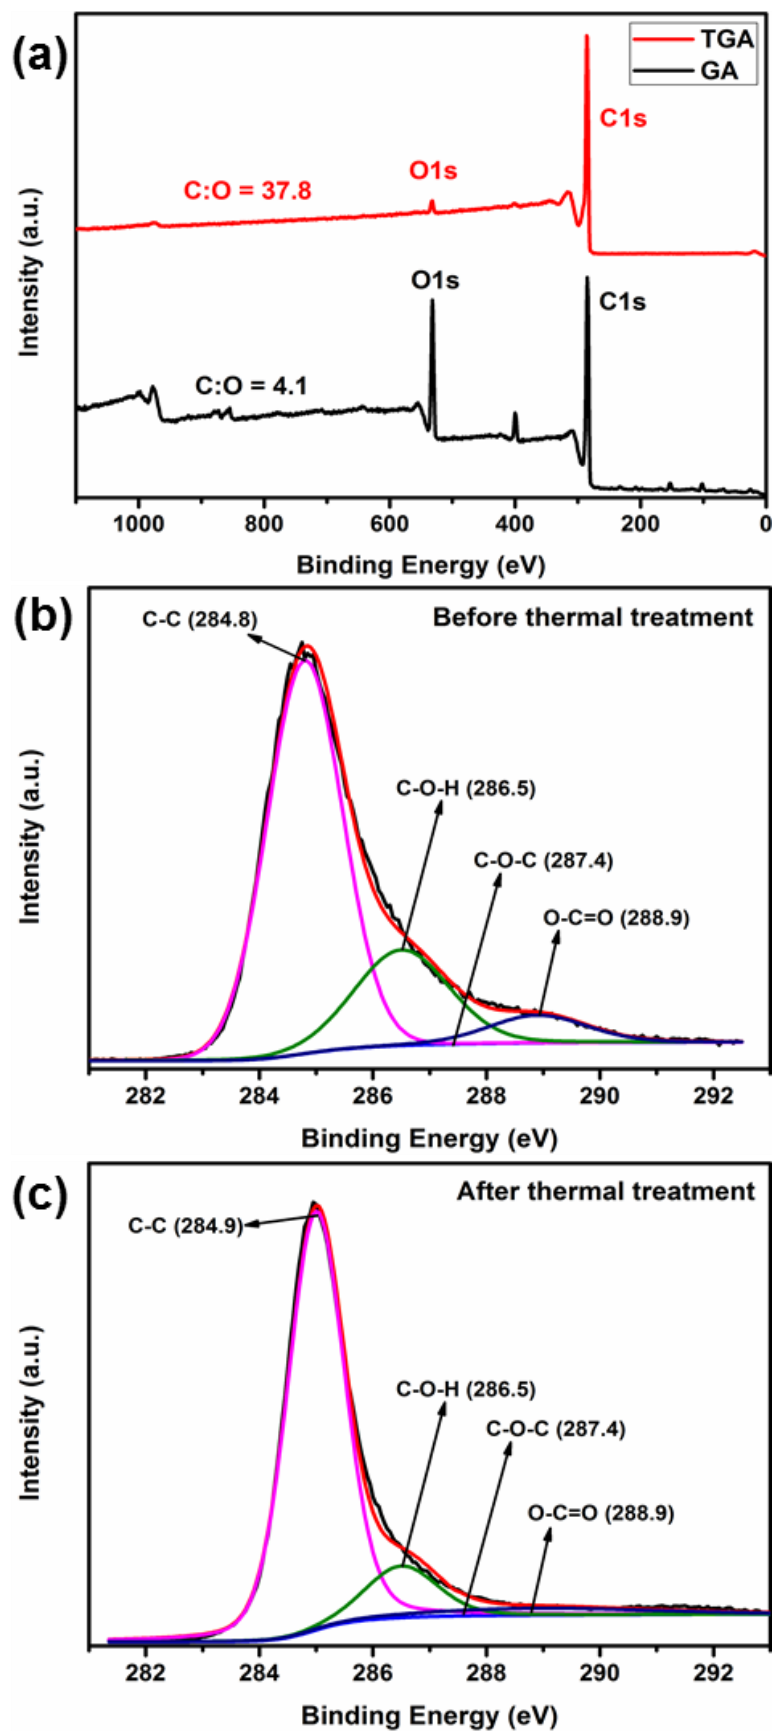 (a)
TGA
GA
C1s
O1s
C:O = 37.8
O1s
C1s
C:O = 4.1
Intensity (a.u.)
1000 800 600 400 200 0
Binding Energy (eV)
(b)
Before thermal treatment
C-C (284.8)
C-O-H (286.5)
C-O-C (287.4)
O-C=O (288.9)
Intensity (a.u.)
282 284 286 288 290 292
Binding Energy (eV)
(c)
After thermal treatment
C-C (284.9)
C-O-H (286.5)
C-O-C (287.4)
O-C=O (288.9)
Intensity (a.u.)
282 284 286 288 290 292
Binding Energy (eV)